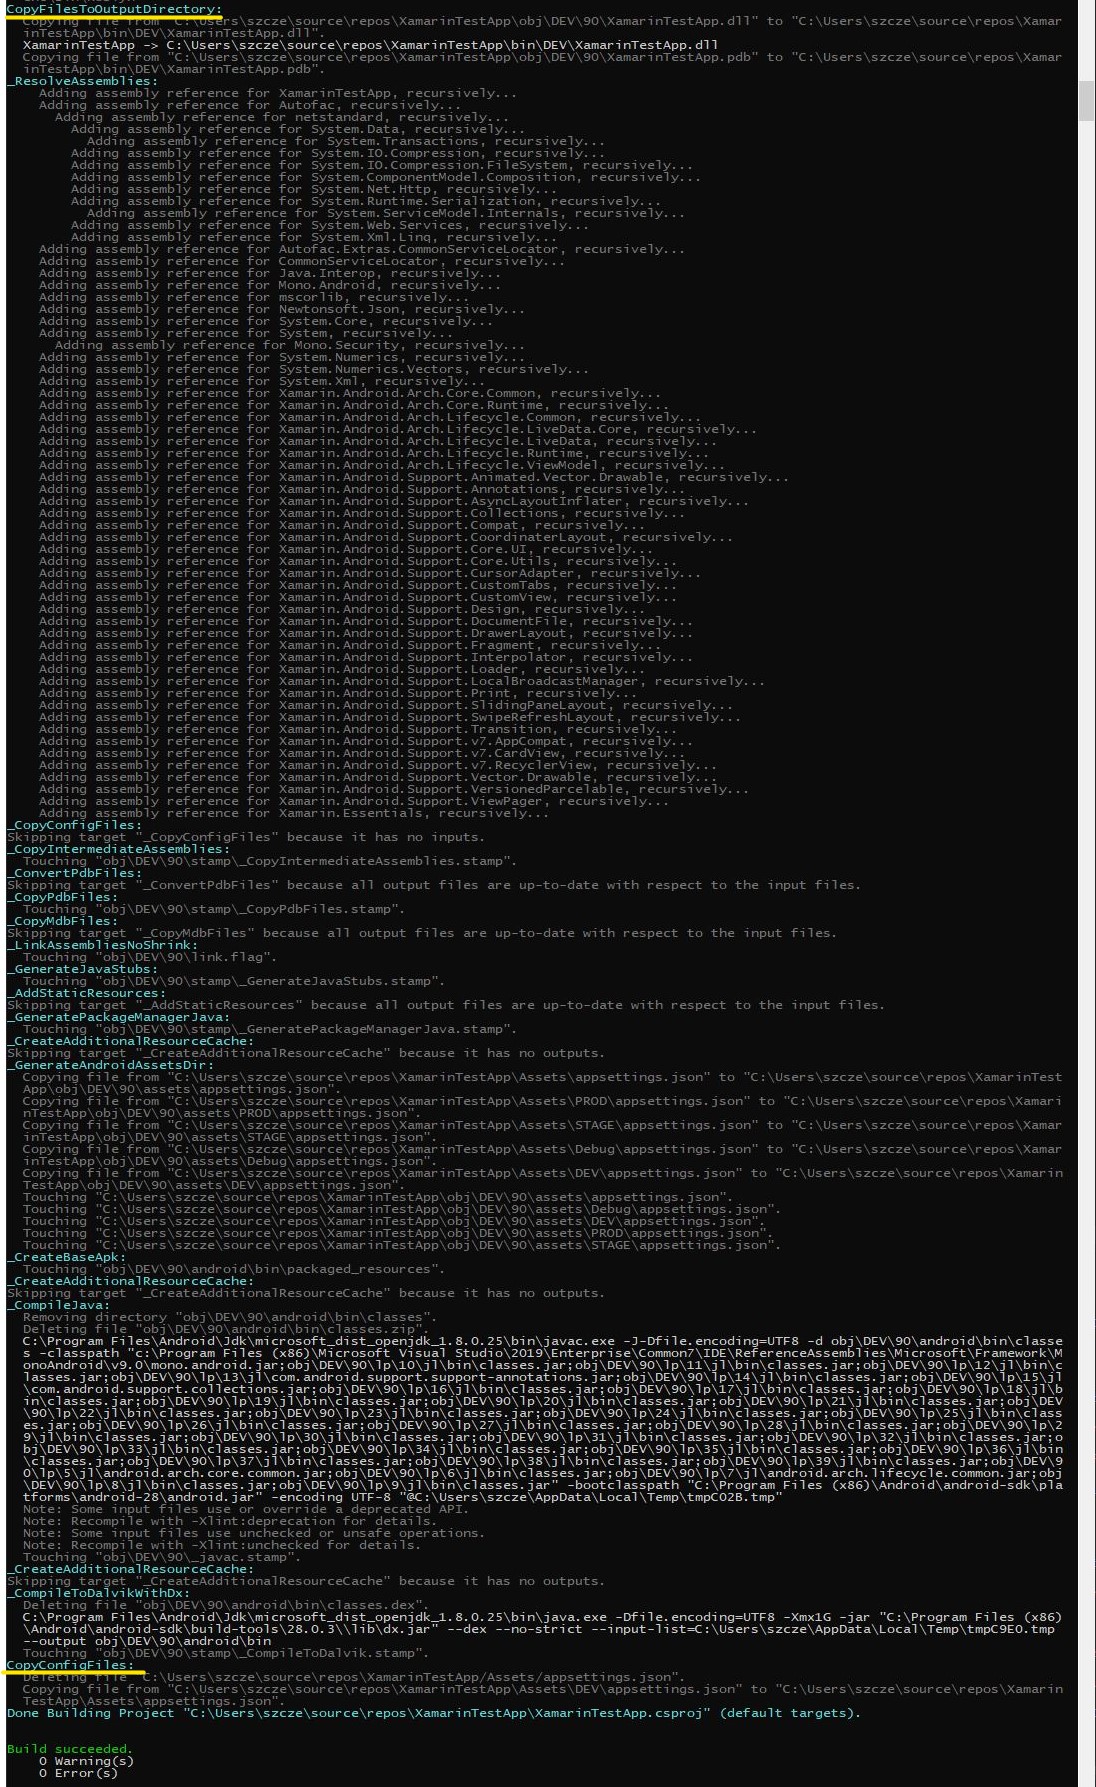 CopyFilesToOutputDirectory:
  Copying file from "C:\Users\szcze\source\repos\XamarinTestApp\obj\DEV\90\XamarinTestApp.dll" to "C:\Users\szcze\source\repos\Xamar
  inTestApp\bin\DEV\XamarinTestApp.dll".
  XamarinTestApp -> C:\Users\szcze\source\repos\XamarinTestApp\bin\DEV\XamarinTestApp.dll
  Copying file from "C:\Users\szcze\source\repos\XamarinTestApp\obj\DEV\90\XamarinTestApp.pdb" to "C:\Users\szcze\source\repos\Xamar
  inTestApp\bin\DEV\XamarinTestApp.pdb".
_ResolveAssemblies:
    Adding assembly reference for XamarinTestApp, recursively...
    Adding assembly reference for Autofac, recursively...
      Adding assembly reference for netstandard, recursively...
        Adding assembly reference for System.Data, recursively...
          Adding assembly reference for System.Transactions, recursively...
        Adding assembly reference for System.IO.Compression, recursively...
        Adding assembly reference for System.IO.Compression.FileSystem, recursively...
        Adding assembly reference for System.ComponentModel.Composition, recursively...
        Adding assembly reference for System.Net.Http, recursively...
        Adding assembly reference for System.Runtime.Serialization, recursively...
          Adding assembly reference for System.ServiceModel.Internals, recursively...
        Adding assembly reference for System.Web.Services, recursively...
        Adding assembly reference for System.Xml.Linq, recursively...
    Adding assembly reference for Autofac.Extras.CommonServiceLocator, recursively...
    Adding assembly reference for CommonServiceLocator, recursively...
    Adding assembly reference for Java.Interop, recursively...
    Adding assembly reference for Mono.Android, recursively...
    Adding assembly reference for mscorlib, recursively...
    Adding assembly reference for Newtonsoft.Json, recursively...
    Adding assembly reference for System.Core, recursively...
    Adding assembly reference for System, recursively...
      Adding assembly reference for Mono.Security, recursively...
    Adding assembly reference for System.Numerics, recursively...
    Adding assembly reference for System.Numerics.Vectors, recursively...
    Adding assembly reference for System.Xml, recursively...
    Adding assembly reference for Xamarin.Android.Arch.Core.Common, recursively...
    Adding assembly reference for Xamarin.Android.Arch.Core.Runtime, recursively...
    Adding assembly reference for Xamarin.Android.Arch.Lifecycle.Common, recursively...
    Adding assembly reference for Xamarin.Android.Arch.Lifecycle.LiveData.Core, recursively...
    Adding assembly reference for Xamarin.Android.Arch.Lifecycle.LiveData, recursively...
    Adding assembly reference for Xamarin.Android.Arch.Lifecycle.Runtime, recursively...
    Adding assembly reference for Xamarin.Android.Arch.Lifecycle.ViewModel, recursively...
    Adding assembly reference for Xamarin.Android.Support.Animated.Vector.Drawable, recursively...
    Adding assembly reference for Xamarin.Android.Support.Annotations, recursively...
    Adding assembly reference for Xamarin.Android.Support.AsyncLayoutInflater, recursively...
    Adding assembly reference for Xamarin.Android.Support.Collections, recursively...
    Adding assembly reference for Xamarin.Android.Support.Compat, recursively...
    Adding assembly reference for Xamarin.Android.Support.CoordinaterLayout, recursively...
    Adding assembly reference for Xamarin.Android.Support.Core.UI, recursively...
    Adding assembly reference for Xamarin.Android.Support.Core.Utils, recursively...
    Adding assembly reference for Xamarin.Android.Support.CursorAdapter, recursively...
    Adding assembly reference for Xamarin.Android.Support.CustomTabs, recursively...
    Adding assembly reference for Xamarin.Android.Support.CustomView, recursively...
    Adding assembly reference for Xamarin.Android.Support.Design, recursively...
    Adding assembly reference for Xamarin.Android.Support.DocumentFile, recursively...
    Adding assembly reference for Xamarin.Android.Support.DrawerLayout, recursively...
    Adding assembly reference for Xamarin.Android.Support.Fragment, recursively...
    Adding assembly reference for Xamarin.Android.Support.Interpolator, recursively...
    Adding assembly reference for Xamarin.Android.Support.Loader, recursively...
    Adding assembly reference for Xamarin.Android.Support.LocalBroadcastManager, recursively...
    Adding assembly reference for Xamarin.Android.Support.Print, recursively...
    Adding assembly reference for Xamarin.Android.Support.SlidingPaneLayout, recursively...
    Adding assembly reference for Xamarin.Android.Support.SwipeRefreshLayout, recursively...
    Adding assembly reference for Xamarin.Android.Support.Transition, recursively...
    Adding assembly reference for Xamarin.Android.Support.v7.AppCompat, recursively...
    Adding assembly reference for Xamarin.Android.Support.v7.CardView, recursively...
    Adding assembly reference for Xamarin.Android.Support.v7.RecyclerView, recursively...
    Adding assembly reference for Xamarin.Android.Support.Vector.Drawable, recursively...
    Adding assembly reference for Xamarin.Android.Support.VersionedParcelable, recursively...
    Adding assembly reference for Xamarin.Android.Support.ViewPager, recursively...
    Adding assembly reference for Xamarin.Essentials, recursively...
_CopyConfigFiles:
Skipping target "_CopyConfigFiles" because it has no inputs.
_CopyIntermediateAssemblies:
  Touching "obj\DEV\90\stamp\_CopyIntermediateAssemblies.stamp".
_ConvertPdbFiles:
Skipping target "_ConvertPdbFiles" because all output files are up-to-date with respect to the input files.
_CopyPdbFiles:
  Touching "obj\DEV\90\stamp\_CopyPdbFiles.stamp".
_CopyMdbFiles:
Skipping target "_CopyMdbFiles" because all output files are up-to-date with respect to the input files.
_LinkAssembliesNoShrink:
  Touching "obj\DEV\90\link.flag".
_GenerateJavaStubs:
  Touching "obj\DEV\90\stamp\_GenerateJavaStubs.stamp".
_AddStaticResources:
Skipping target "_AddStaticResources" because all output files are up-to-date with respect to the input files.
_GeneratePackageManagerJava:
  Touching "obj\DEV\90\stamp\_GeneratePackageManagerJava.stamp".
_CreateAdditionalResourceCache:
Skipping target "_CreateAdditionalResourceCache" because it has no outputs.
_GenerateAndroidAssetsDir:
  Copying file from "C:\Users\szcze\source\repos\XamarinTestApp\Assets\appsettings.json" to "C:\Users\szcze\source\repos\XamarinTest
  App\obj\DEV\90\assets\appsettings.json".
  Copying file from "C:\Users\szcze\source\repos\XamarinTestApp\Assets\PROD\appsettings.json" to "C:\Users\szcze\source\repos\Xamari
  nTestApp\obj\DEV\90\assets\PROD\appsettings.json".
  Copying file from "C:\Users\szcze\source\repos\XamarinTestApp\Assets\STAGE\appsettings.json" to "C:\Users\szcze\source\repos\Xamar
  inTestApp\obj\DEV\90\assets\STAGE\appsettings.json".
  Copying file from "C:\Users\szcze\source\repos\XamarinTestApp\Assets\Debug\appsettings.json" to "C:\Users\szcze\source\repos\Xamar
  inTestApp\obj\DEV\90\assets\Debug\appsettings.json".
  Copying file from "C:\Users\szcze\source\repos\XamarinTestApp\Assets\DEV\appsettings.json" to "C:\Users\szcze\source\repos\Xamarin
  TestApp\obj\DEV\90\assets\DEV\appsettings.json".
  Touching "C:\Users\szcze\source\repos\XamarinTestApp\obj\DEV\90\assets\appsettings.json".
  Touching "C:\Users\szcze\source\repos\XamarinTestApp\obj\DEV\90\assets\Debug\appsettings.json".
  Touching "C:\Users\szcze\source\repos\XamarinTestApp\obj\DEV\90\assets\DEV\appsettings.json".
  Touching "C:\Users\szcze\source\repos\XamarinTestApp\obj\DEV\90\assets\PROD\appsettings.json".
  Touching "C:\Users\szcze\source\repos\XamarinTestApp\obj\DEV\90\assets\STAGE\appsettings.json".
_CreateBaseApk:
  Touching "obj\DEV\90\android\bin\packaged_resources".
_CreateAdditionalResourceCache:
Skipping target "_CreateAdditionalResourceCache" because it has no outputs.
_CompileJava:
  Removing directory "obj\DEV\90\android\bin\classes".
  Deleting file "obj\DEV\90\android\bin\classes.zip".
  C:\Program Files\Android\Jdk\microsoft_dist_openjdk_1.8.0.25\bin\javac.exe -J-Dfile.encoding=UTF8 -d obj\DEV\90\android\bin\classe
  s -classpath "c:\Program Files (x86)\Microsoft Visual Studio\2019\Enterprise\Common7\IDE\ReferenceAssemblies\Microsoft\Framework\M
  onoAndroid\v9.0\mono.android.jar;obj\DEV\90\lp\10\jl\bin\classes.jar;obj\DEV\90\lp\11\jl\bin\classes.jar;obj\DEV\90\lp\12\jl\bin\c
  lasses.jar;obj\DEV\90\lp\13\jl\com.android.support.support-annotations.jar;obj\DEV\90\lp\14\jl\bin\classes.jar;obj\DEV\90\lp\15\jl
  \com.android.support.collections.jar;obj\DEV\90\lp\16\jl\bin\classes.jar;obj\DEV\90\lp\17\jl\bin\classes.jar;obj\DEV\90\lp\18\jl\b
  in\classes.jar;obj\DEV\90\lp\19\jl\bin\classes.jar;obj\DEV\90\lp\20\jl\bin\classes.jar;obj\DEV\90\lp\21\jl\bin\classes.jar;obj\DEV
  \90\lp\22\jl\bin\classes.jar;obj\DEV\90\lp\23\jl\bin\classes.jar;obj\DEV\90\lp\24\jl\bin\classes.jar;obj\DEV\90\lp\25\jl\bin\class
  es.jar;obj\DEV\90\lp\26\jl\bin\classes.jar;obj\DEV\90\lp\27\jl\bin\classes.jar;obj\DEV\90\lp\28\jl\bin\classes.jar;obj\DEV\90\lp\2
  9\jl\bin\classes.jar;obj\DEV\90\lp\30\jl\bin\classes.jar;obj\DEV\90\lp\31\jl\bin\classes.jar;obj\DEV\90\lp\32\jl\bin\classes.jar;o
  bj\DEV\90\lp\33\jl\bin\classes.jar;obj\DEV\90\lp\34\jl\bin\classes.jar;obj\DEV\90\lp\35\jl\bin\classes.jar;obj\DEV\90\lp\36\jl\bin
  \classes.jar;obj\DEV\90\lp\37\jl\bin\classes.jar;obj\DEV\90\lp\38\jl\bin\classes.jar;obj\DEV\90\lp\39\jl\bin\classes.jar;obj\DEV\9
  0\lp\5\jl\android.arch.core.common.jar;obj\DEV\90\lp\6\jl\bin\classes.jar;obj\DEV\90\lp\7\jl\android.arch.lifecycle.common.jar;obj
  \DEV\90\lp\8\jl\bin\classes.jar;obj\DEV\90\lp\9\jl\bin\classes.jar" -bootclasspath "C:\Program Files (x86)\Android\android-sdk\pla
  tforms\android-28\android.jar" -encoding UTF-8 "@C:\Users\szcze\AppData\Local\Temp\tmpC02B.tmp"
  Note: Some input files use or override a deprecated API.
  Note: Recompile with -Xlint:deprecation for details.
  Note: Some input files use unchecked or unsafe operations.
  Note: Recompile with -Xlint:unchecked for details.
  Touching "obj\DEV\90\_javac.stamp".
_CreateAdditionalResourceCache:
Skipping target "_CreateAdditionalResourceCache" because it has no outputs.
_CompileToDalvikWithDx:
  Deleting file "obj\DEV\90\android\bin\classes.dex".
  C:\Program Files\Android\Jdk\microsoft_dist_openjdk_1.8.0.25\bin\java.exe -Dfile.encoding=UTF8 -Xmx1G -jar "C:\Program Files (x86)
  \Android\android-sdk\build-tools\28.0.3\\lib\dx.jar" --dex --no-strict --input-list=C:\Users\szcze\AppData\Local\Temp\tmpC9E0.tmp
  --output obj\DEV\90\android\bin
  Touching "obj\DEV\90\stamp\_CompileToDalvik.stamp".
CopyConfigFiles:
  Deleting file "C:\Users\szcze\source\repos\XamarinTestApp/Assets/appsettings.json".
  Copying file from "C:\Users\szcze\source\repos\XamarinTestApp\Assets\DEV\appsettings.json" to "C:\Users\szcze\source\repos\Xamarin
  TestApp\Assets\appsettings.json".
Done Building Project "C:\Users\szcze\source\repos\XamarinTestApp\XamarinTestApp.csproj" (default targets).
Build succeeded.
    0 Warning(s)
    0 Error(s)